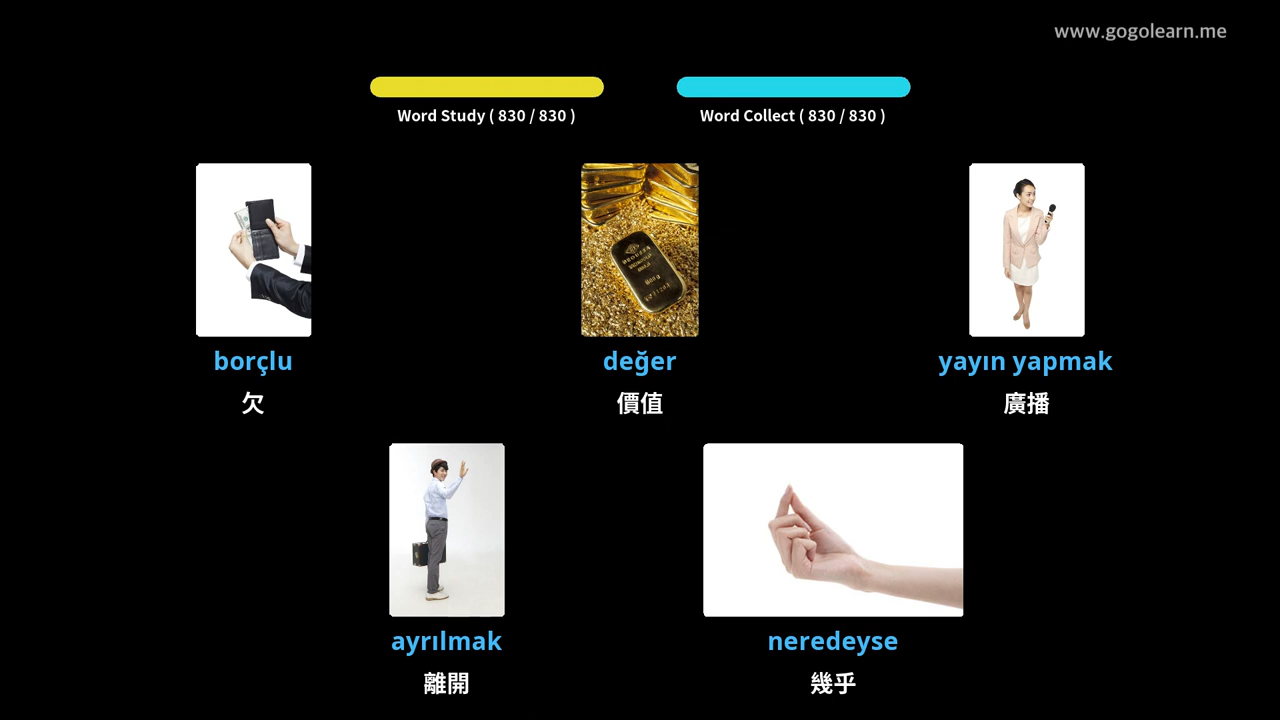 www.gogolearn.me
Word Study ( 830 / 830 )
Word Collect ( 830 / 830 )
borçlu
欠
değer
價值
yayın yapmak
廣播
ayrılmak
離開
neredeyse
幾乎